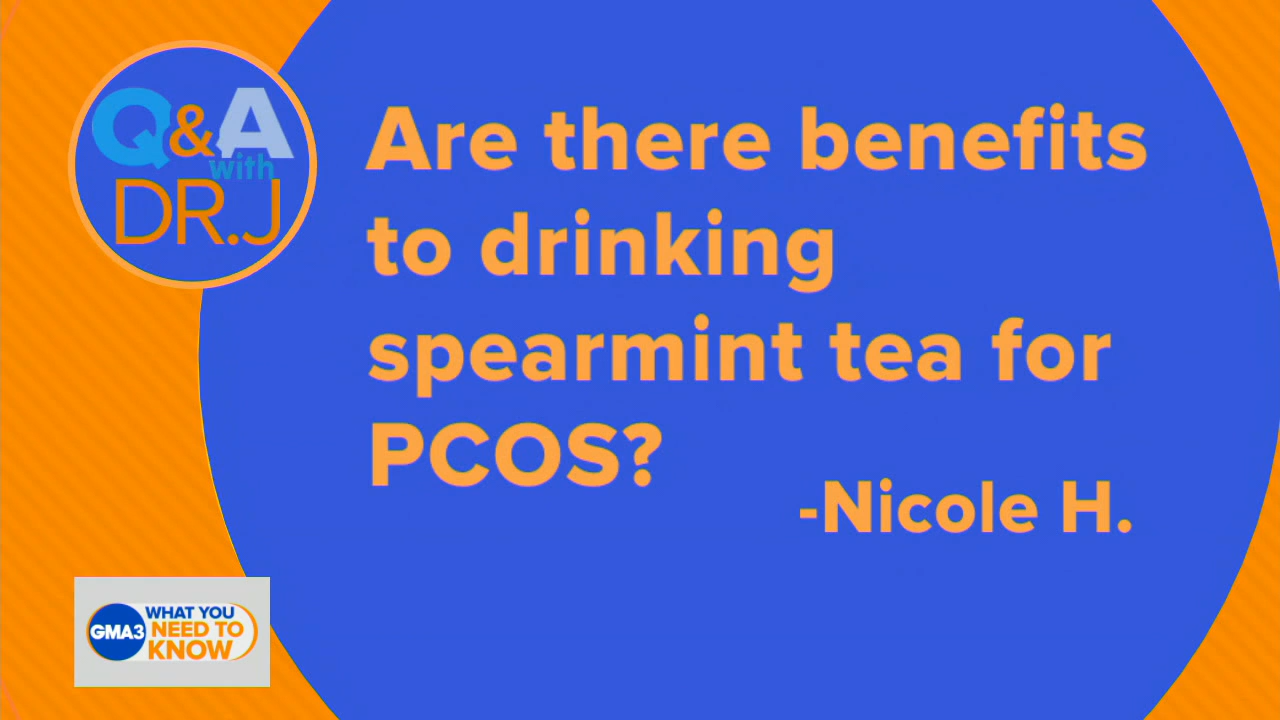 Q&A
with
DR.J
Are there benefits
to drinking
spearmint tea for
PCOS?
-Nicole H.
GMA3
WHAT YOU
NEED TO
KNOW